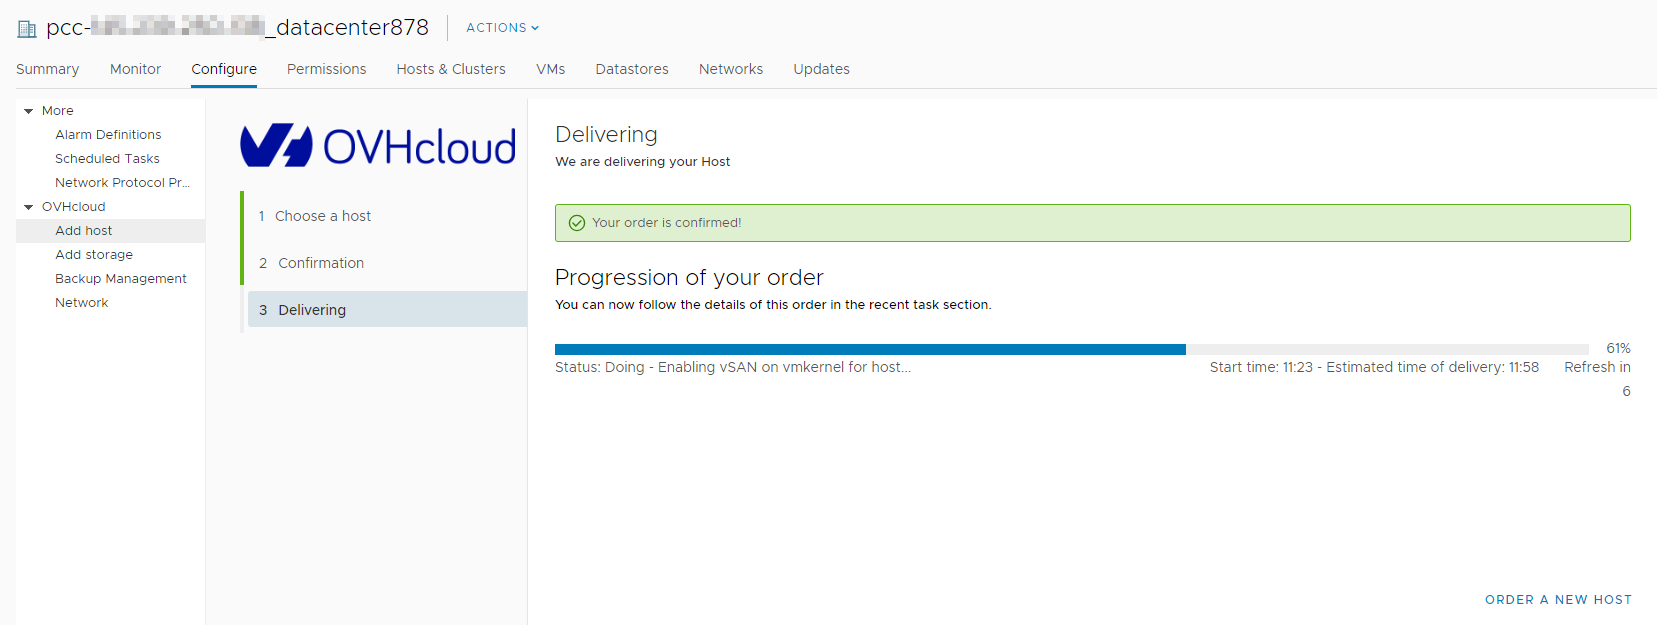 pcc-
_datacenter878
ACTIONS
Summary Monitor Configure Permissions Hosts & Clusters VMs Datastores Networks Updates
More
Alarm Definitions
Scheduled Tasks
Network Protocol Pr...
OVHcloud
Add host
Add storage
Backup Management
Network
OVHcloud
1 Choose a host
2 Confirmation
3 Delivering
Delivering
We are delivering your Host
Your order is confirmed!
Progression of your order
You can now follow the details of this order in the recent task section.
61%
Status: Doing - Enabling vSAN on vmkernel for host... Start time: 11:23 - Estimated time of delivery: 11:58 Refresh in
6
ORDER A NEW HOST